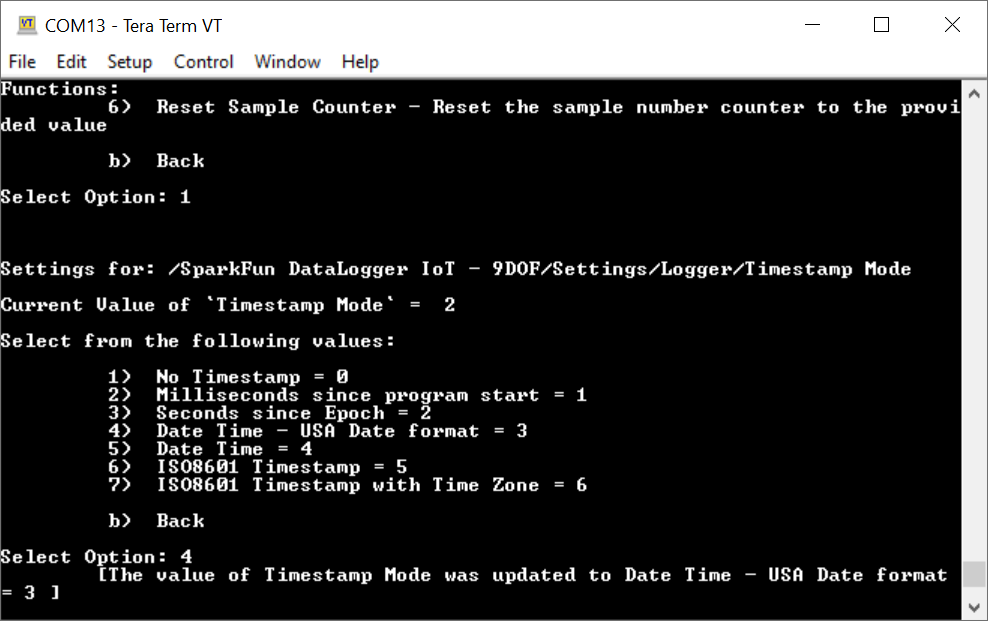 COM13 - Tera Term VT
File Edit Setup Control Window Help
Functions:
6)  Reset Sample Counter - Reset the sample number counter to the provi
ded value
b)  Back
Select Option: 1
Settings for: /SparkFun DataLogger IoT - 9DOF/Settings/Logger/Timestamp Mode
Current Value of `Timestamp Mode` =  2
Select from the following values:
1)  No Timestamp = 0
2)  Milliseconds since program start = 1
3)  Seconds since Epoch = 2
4)  Date Time - USA Date format = 3
5)  Date Time = 4
6)  ISO8601 Timestamp = 5
7)  ISO8601 Timestamp with Time Zone = 6
b)  Back
Select Option: 4
[The value of Timestamp Mode was updated to Date Time - USA Date format
= 3 ]